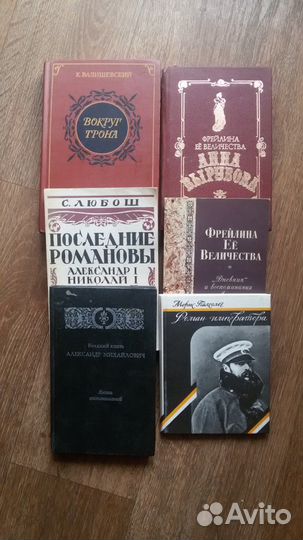 К. ВАЛИШЕВСКИЙ
ВОКРУГ
ТРОНА
ФРЕЙЛИНА
ЕЁ ВЕЛИЧЕСТВА
АННА
ВЫРУБОВА
С. ЛЮБОШ
ПОСЛЕДНИЕ
РОМАНОВЫ
АЛЕКСАНДР I
НИКОЛАЙ I
ФРЕЙЛИНА
ЕЁ
ВЕЛИЧЕСТВА
"Дневник" и воспоминания
Великий князь
АЛЕКСАНДР МИХАЙЛОВИЧ
Книга
воспоминаний
Морис Палеолог
Роман императора
Avito